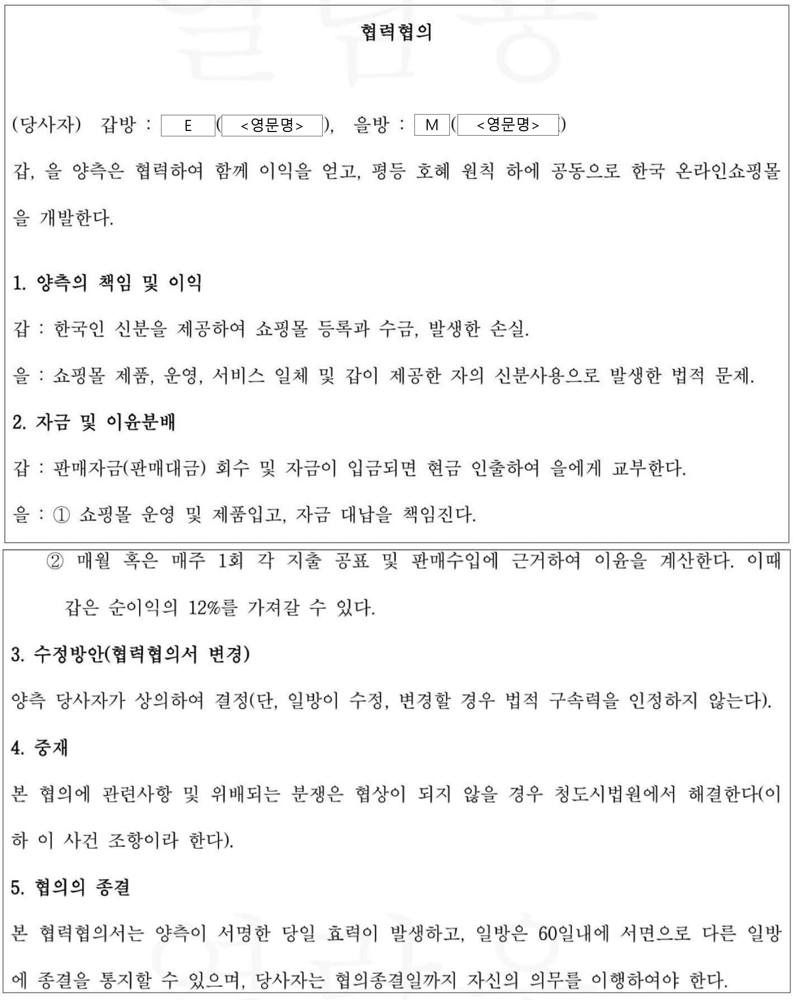 협력협의
(당사자) 갑방 : E (<영문명>), 을방 : M (<영문명>)
갑, 을 양측은 협력하여 함께 이익을 얻고, 평등 호혜 원칙 하에 공동으로 한국 온라인쇼핑몰
을 개발한다.
1. 양측의 책임 및 이익
갑 : 한국인 신분을 제공하여 쇼핑몰 등록과 수금, 발생한 손실.
을 : 쇼핑몰 제품, 운영, 서비스 일체 및 갑이 제공한 자의 신분사용으로 발생한 법적 문제.
2. 자금 및 이윤분배
갑 : 판매자금(판매대금) 회수 및 자금이 입금되면 현금 인출하여 을에게 교부한다.
을 : ① 쇼핑몰 운영 및 제품입고, 자금 대납을 책임진다.
② 매월 혹은 매주 1회 각 지출 공표 및 판매수입에 근거하여 이윤을 계산한다. 이때
갑은 순이익의 12%를 가져갈 수 있다.
3. 수정방안(협력협의서 변경)
양측 당사자가 상의하여 결정(단, 일방이 수정, 변경할 경우 법적 구속력을 인정하지 않는다).
4. 중재
본 협의에 관련사항 및 위배되는 분쟁은 협상이 되지 않을 경우 청도시법원에서 해결한다(이
하 이 사건 조항이라 한다).
5. 협의의 종결
본 협력협의서는 양측이 서명한 당일 효력이 발생하고, 일방은 60일내에 서면으로 다른 일방
에 종결을 통지할 수 있으며, 당사자는 협의종결일까지 자신의 의무를 이행하여야 한다.